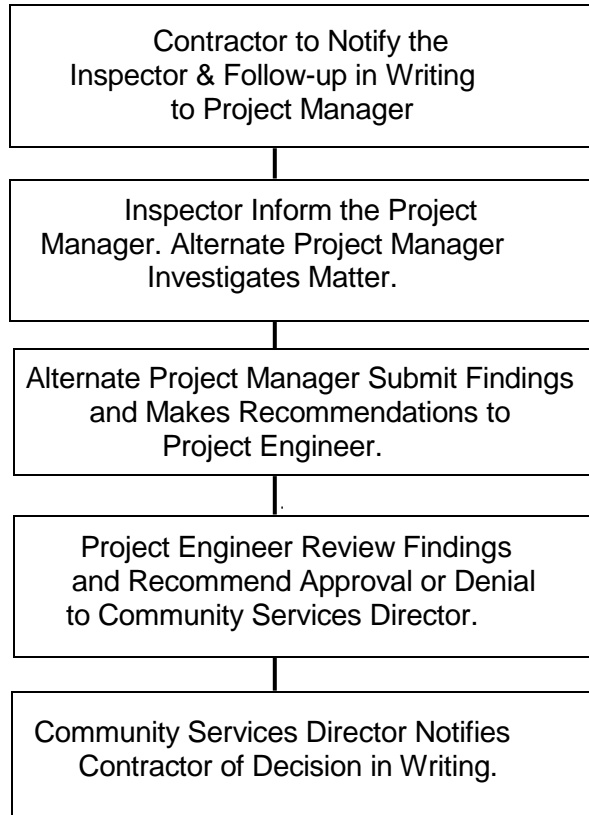 Contractor to Notify the
Inspector & Follow-up in Writing
to Project Manager
Inspector Inform the Project
Manager. Alternate Project Manager
Investigates Matter.
Alternate Project Manager Submit Findings
and Makes Recommendations to
Project Engineer.
Project Engineer Review Findings
and Recommend Approval or Denial
to Community Services Director.
Community Services Director Notifies
Contractor of Decision in Writing.